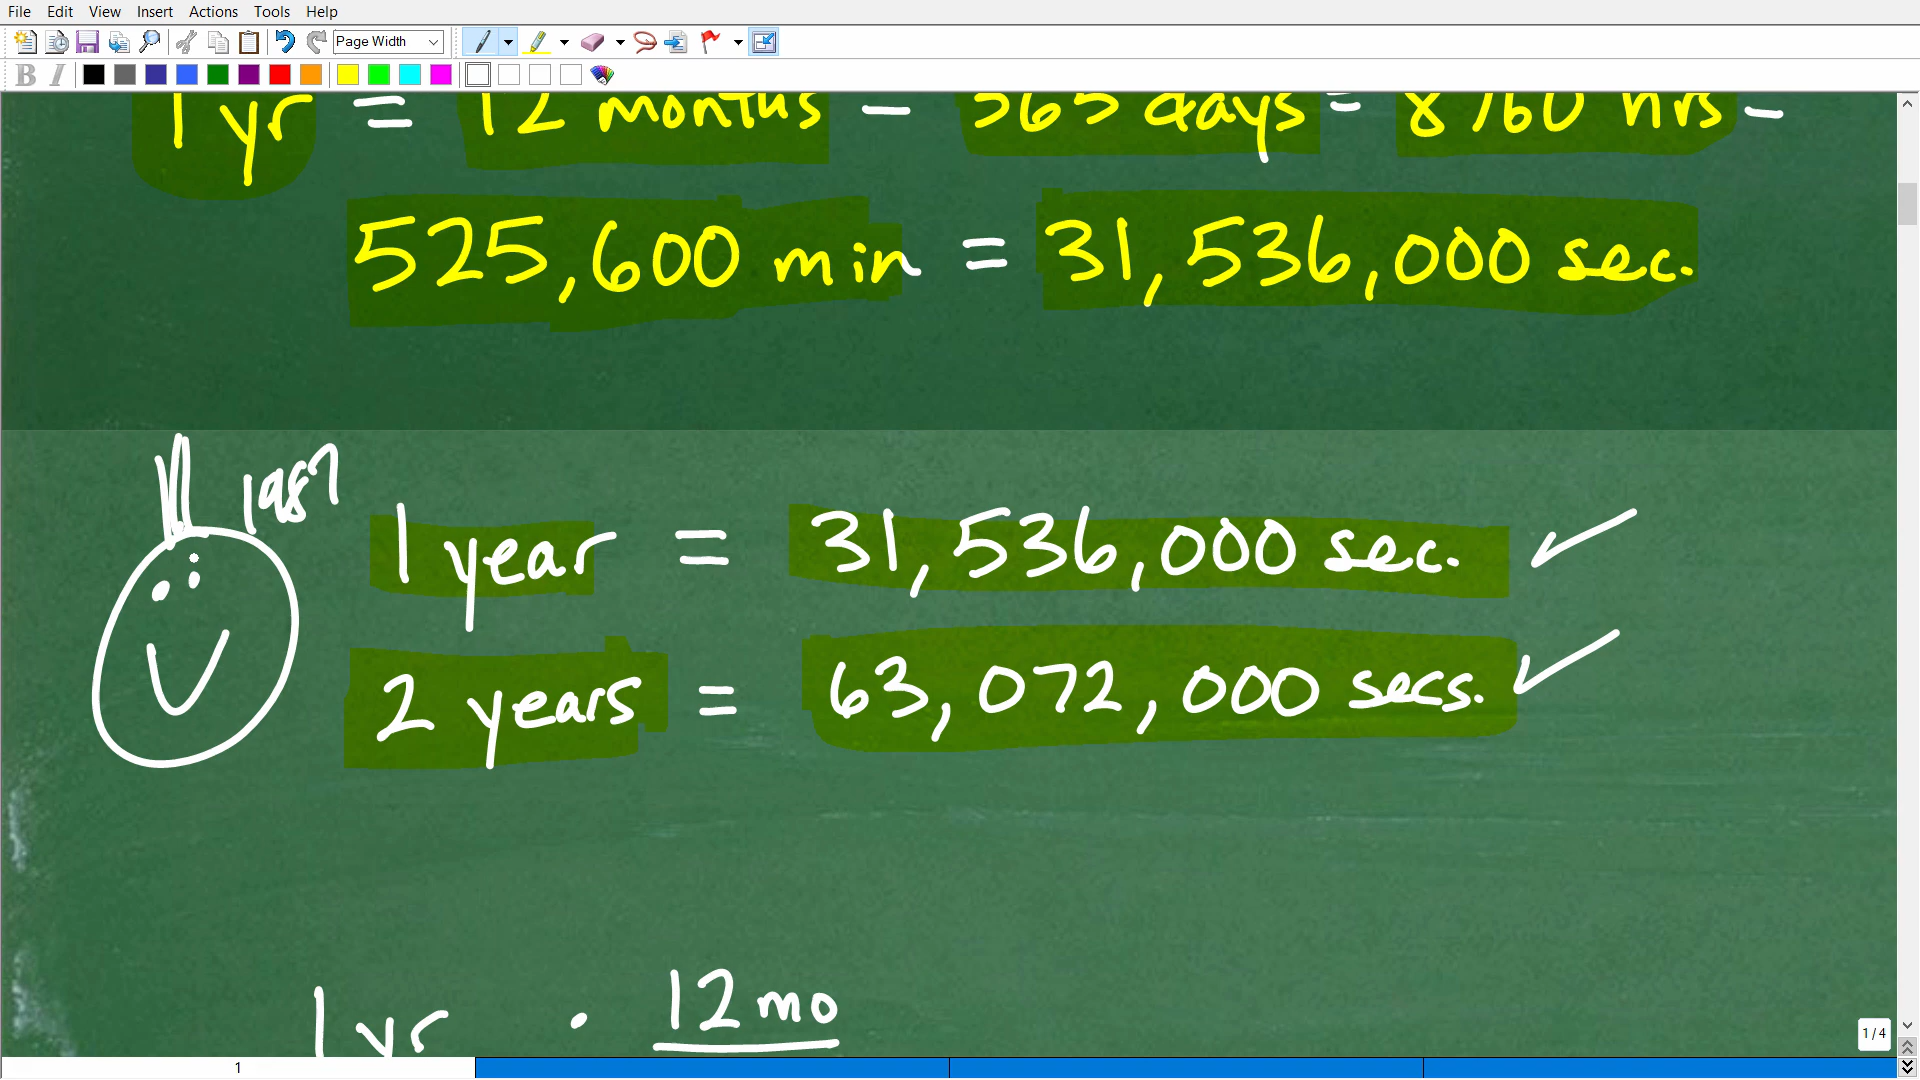 File Edit View Insert Actions Tools Help
Page Width
B I
1 yr = 12 months = 365 days = 8760 hrs =
525,600 min = 31,536,000 sec.
1987
1 year = 31,536,000 sec.
2 years = 63,072,000 secs.
1 yr · 12 mo
1 / 4
1